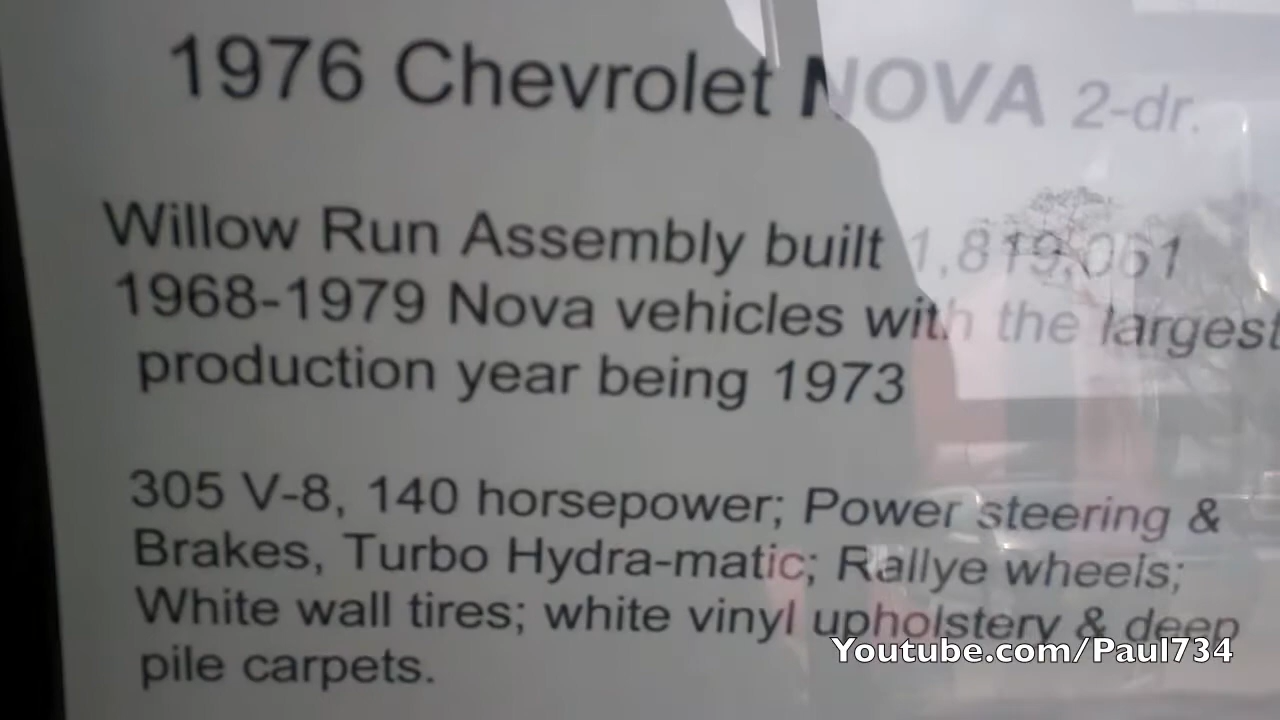 1976 Chevrolet NOVA 2-dr.
Willow Run Assembly built 1,819,061
1968-1979 Nova vehicles with the largest
production year being 1973
305 V-8, 140 horsepower; Power steering &
Brakes, Turbo Hydra-matic; Rallye wheels;
White wall tires; white vinyl upholstery & deep
pile carpets.
Youtube.com/Paul734